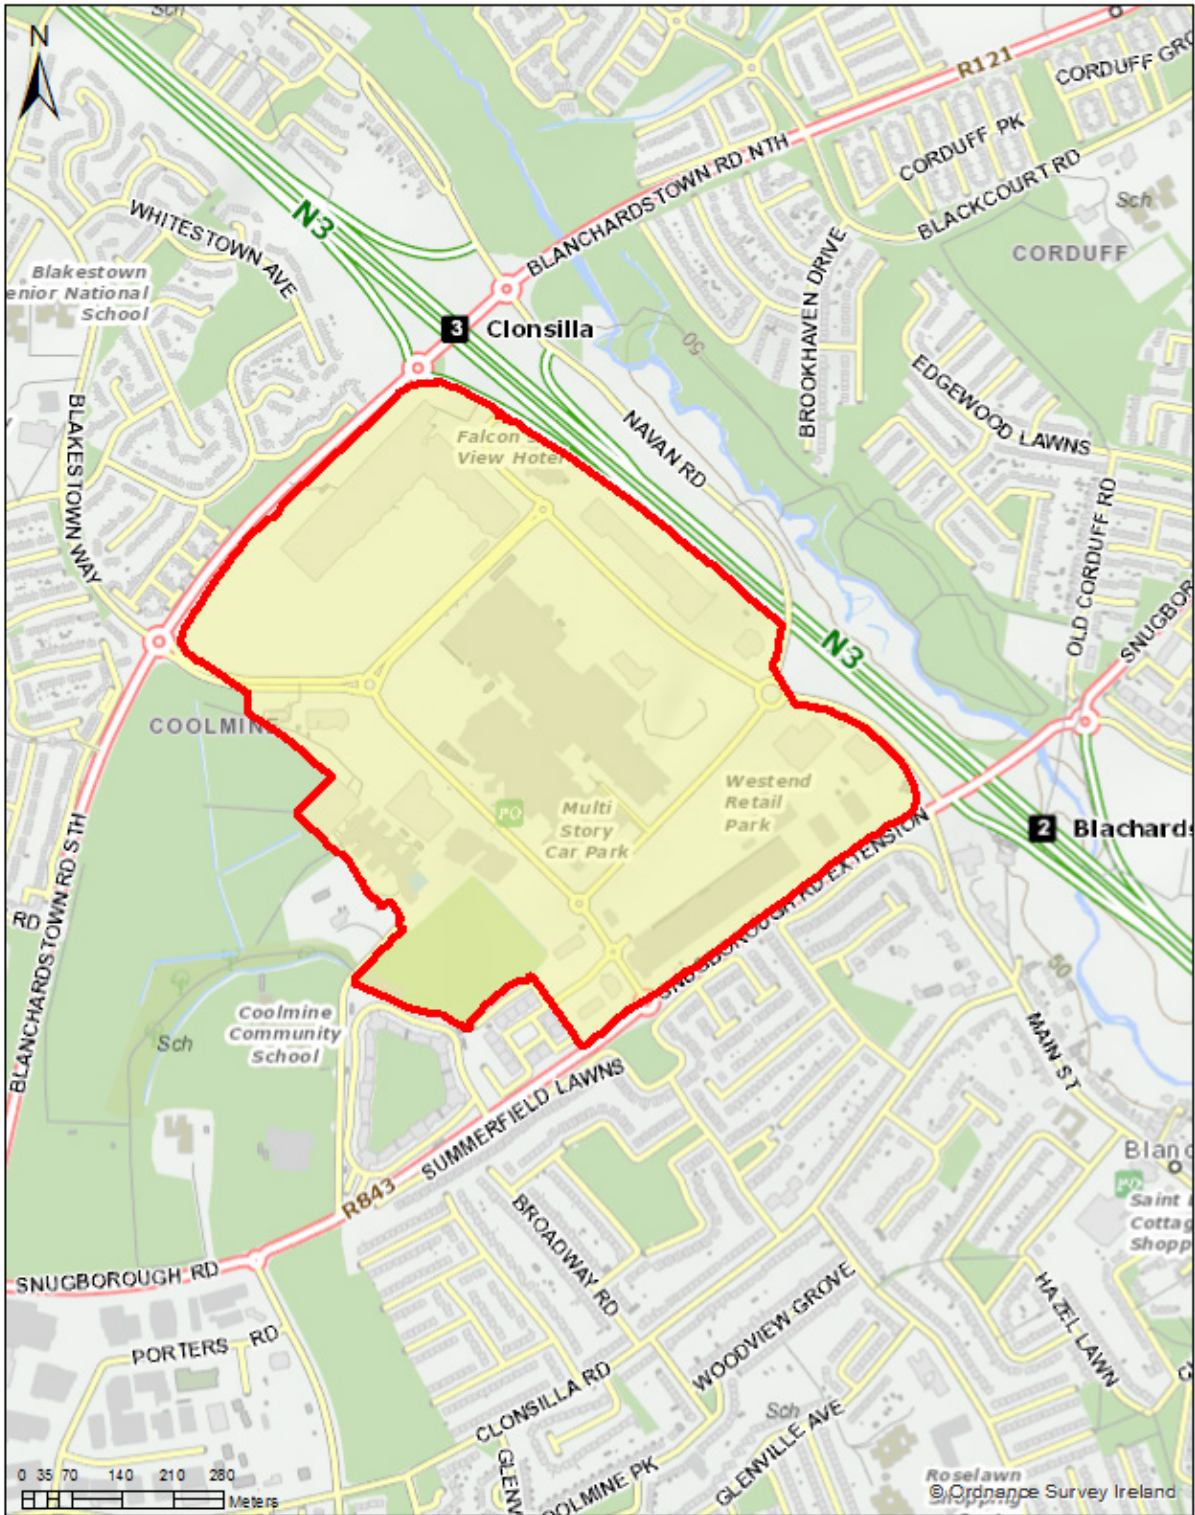 Sch
N
R121
CORDUFF GRO
CORDUFF PK
BLANCHARDSTOWN RD NTH
BLACKCOURT RD
Sch
WHITESTOWN AVE
N3
CORDUFF
Blakestown
enior National
School
BROOKHAVEN DRIVE
3 Clonsilla
50
EDGEWOOD LAWNS
NAVAN RD
Falcon's
View Hotel
BLAKESTOWN WAY
OLD CORDUFF RD
SNUGBOR
N3
COOLMINE
Westend
Retail
Park
PO
Multi
Story
Car Park
2 Blachards
SNUGBOROUGH RD EXTENSION
BLANCHARDSTOWN RD STH
RD
50
Coolmine
Community
School
Sch
MAIN ST
SUMMERFIELD LAWNS
Blanc
PO
R843
Saint
Cottag
Shopp
BROADWAY RD
SNUGBOROUGH RD
WOODVIEW GROVE
HAZEL LAWN
PORTERS RD
CLONSILLA RD
Sch
GLENVILLE AVE
GLENV
OOLMINE PK
0 35 70 140 210 280
Meters
Roselawn
Shopping
© Ordnance Survey Ireland